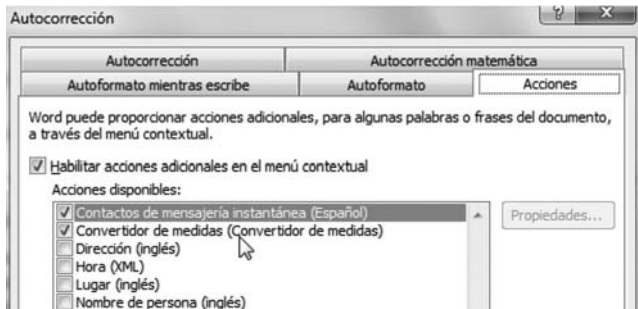 Autocorrección
Autocorrección Autocorrección matemática
Autoformato mientras escribe Autoformato Acciones
Word puede proporcionar acciones adicionales, para algunas palabras o frases del documento,
a través del menú contextual.
Habilitar acciones adicionales en el menú contextual
Acciones disponibles:
Contactos de mensajería instantánea (Español) Propiedades...
Convertidor de medidas (Convertidor de medidas)
Dirección (inglés)
Hora (XML)
Lugar (inglés)
Nombre de persona (inglés)